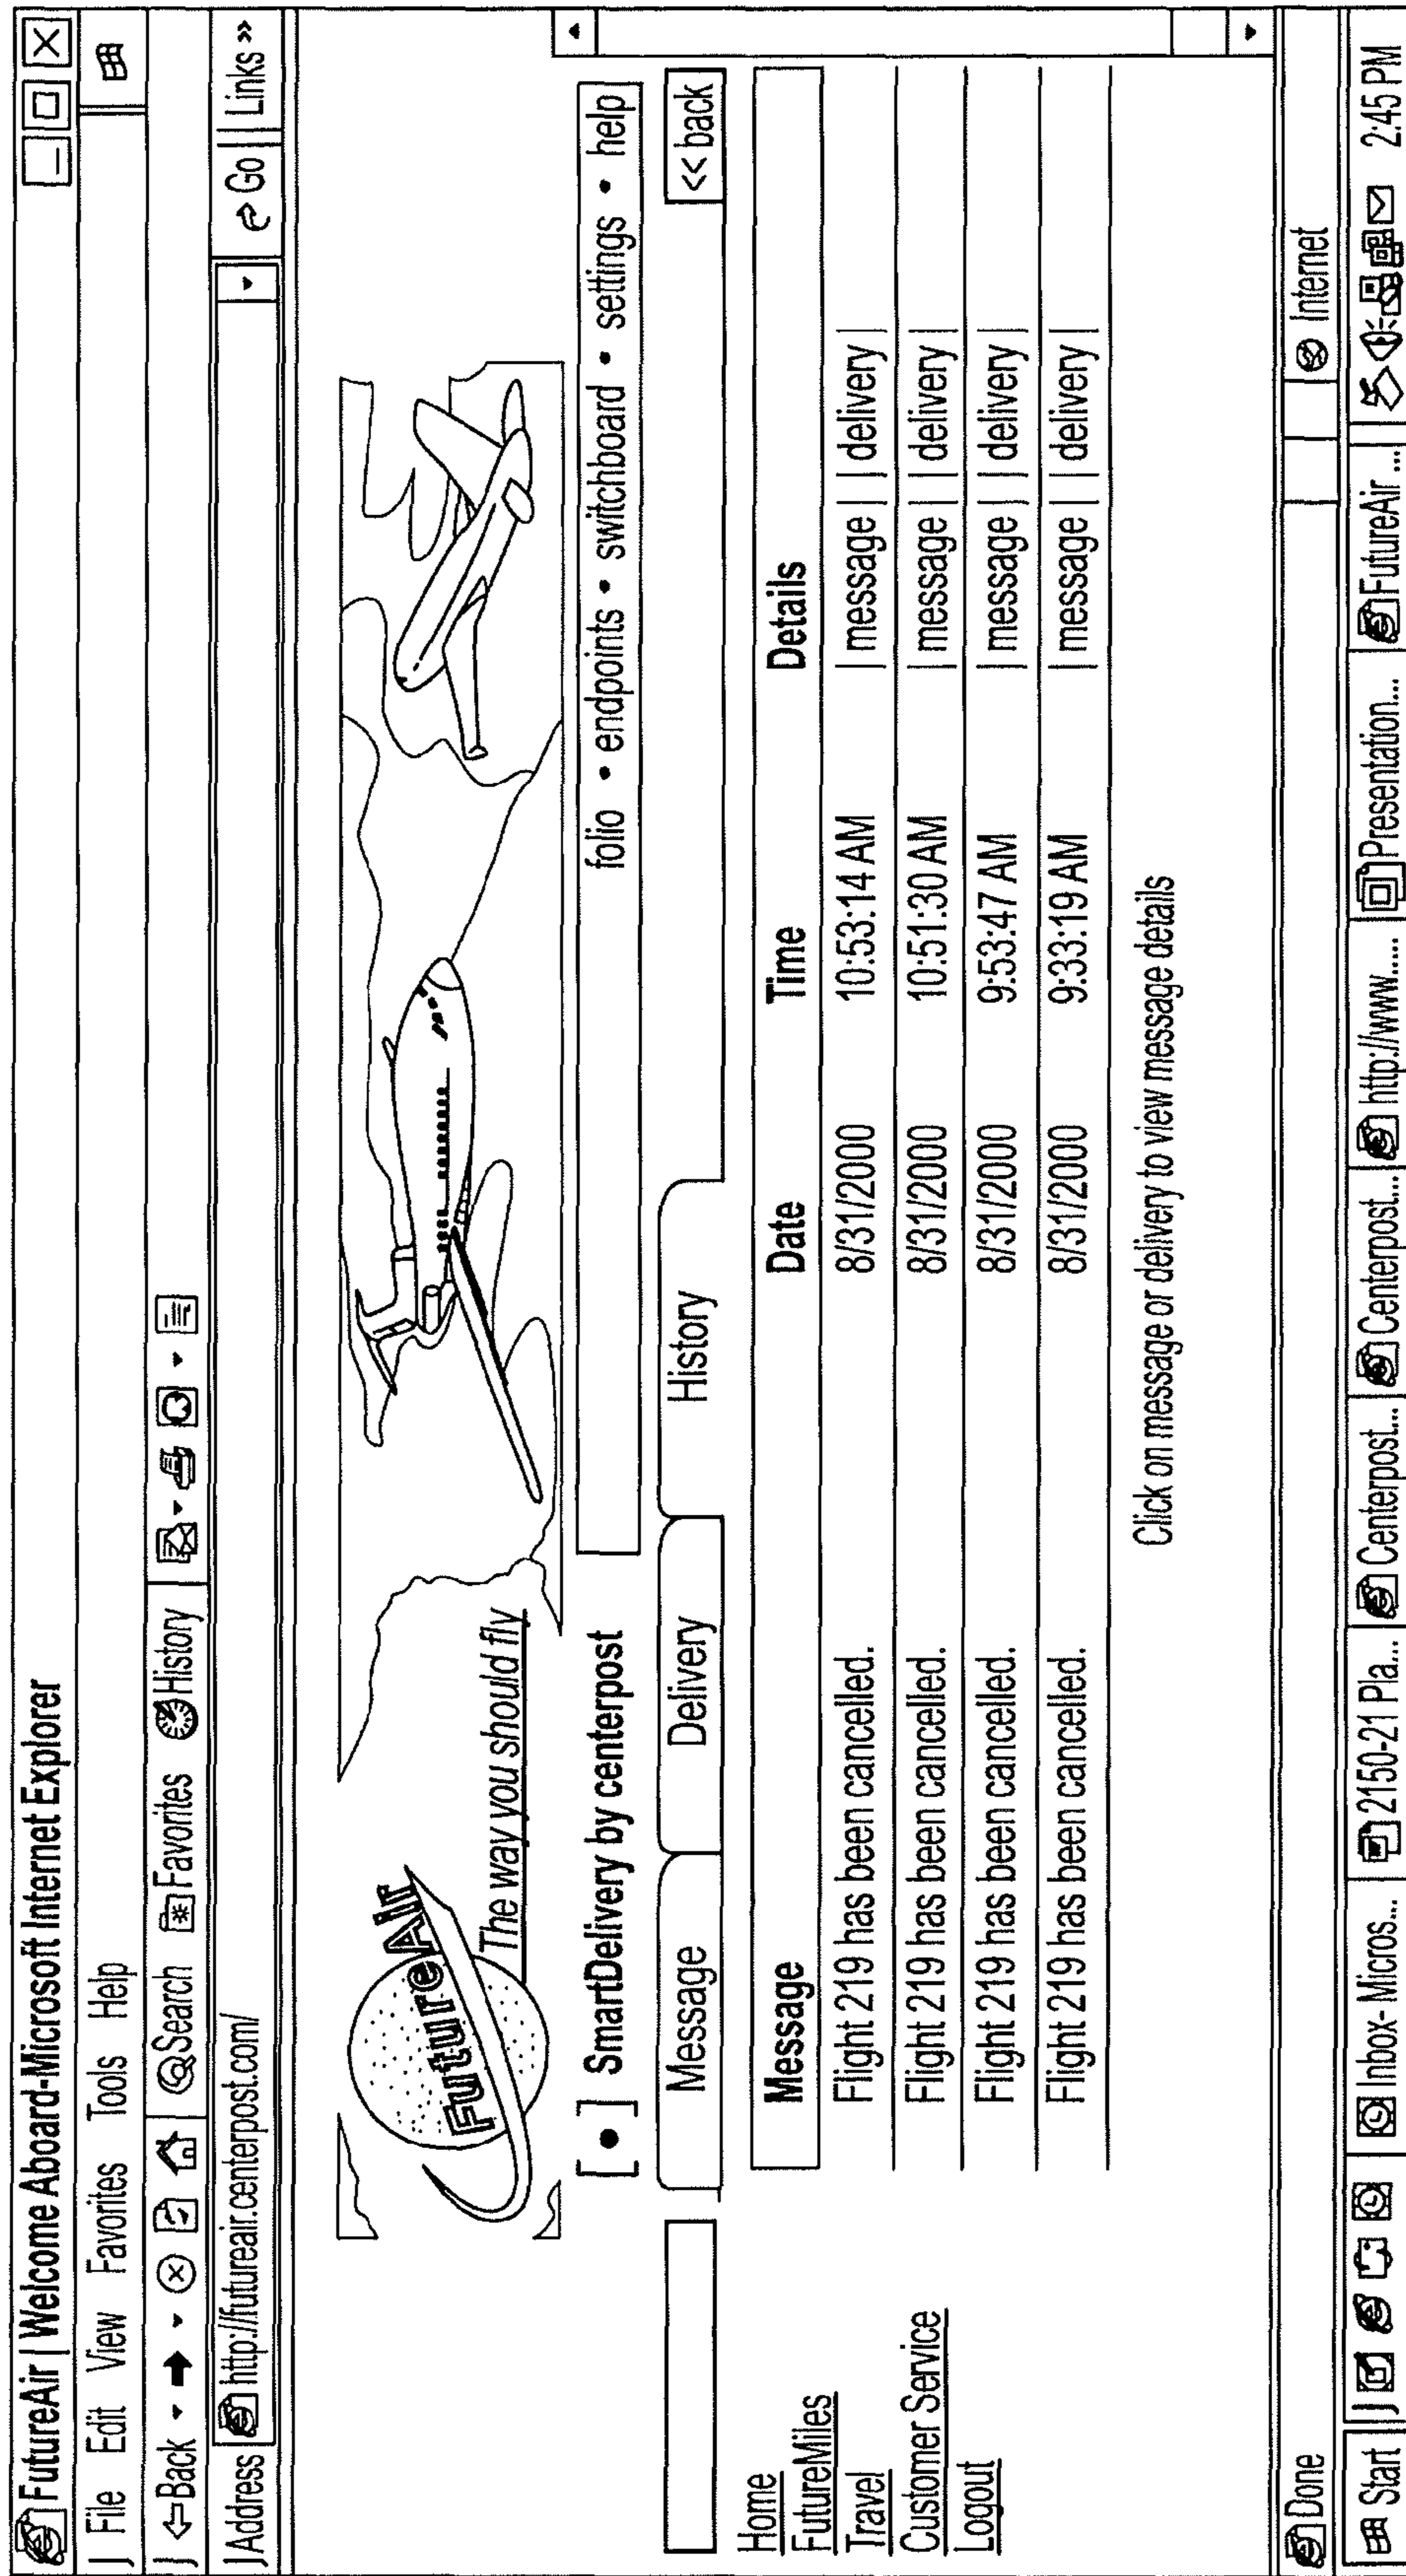 FutureAir | Welcome Aboard-Microsoft Internet Explorer
File Edit View Favorites Tools Help
Back Search Favorites History
Address http://futureair.centerpost.com/ Go Links »
FutureAir
The way you should fly
[ • ] SmartDelivery by centerpost
folio • endpoints • switchboard • settings • help
Message Delivery History << back
Home
FutureMiles
Travel
Customer Service
Logout
Message Date Time Details
Flight 219 has been cancelled. 8/31/2000 10:53:14 AM | message | | delivery |
Flight 219 has been cancelled. 8/31/2000 10:51:30 AM | message | | delivery |
Flight 219 has been cancelled. 8/31/2000 9:53:47 AM | message | | delivery |
Flight 219 has been cancelled. 8/31/2000 9:33:19 AM | message | | delivery |
Click on message or delivery to view message details
Done Internet
Start Inbox- Micros... 2150-21 Pla... Centerpost... Centerpost... http://www..... Presentation... FutureAir ... 2:45 PM